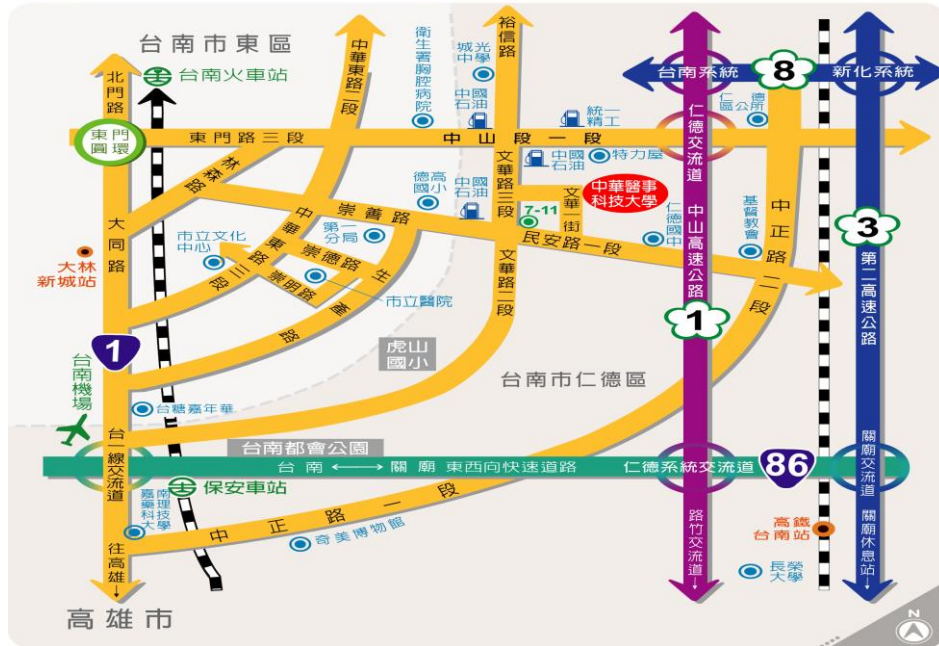 台南市東區
北門路
台南火車站
中華東路二段
衛生署胸腔病院
城光
中學
裕信路
中國
石油
統一
精工
台南系統
8
新化系統
仁德
區公所
東門
圓環
東門路三段
中山段一段
仁德交流道
林森路
德高
國小
中國
石油
文華路三段
中國
石油
特力屋
中華醫事
科技大學
7-11
文華一街
仁德
國中
基督教會
中正路二段
大同路
崇善路
民安路一段
中山高速公路
3
第二高速公路
大林
新城站
市立文化
中心
中華東路三段
第一
分局
崇德路
崇明路
市立醫院
生產路
文華路二段
1
1
虎山
國小
台南市仁德區
台南機場
台糖嘉年華
台南都會公園
台一線交流道
台南
關廟
東西向快速道路
仁德系統交流道
86
關廟交流道
保安車站
嘉南
藥理
科技
大學
中正路一段
奇美博物館
路竹交流道
高鐵
台南站
關廟休息站
長榮
大學
往高雄
高雄市
N